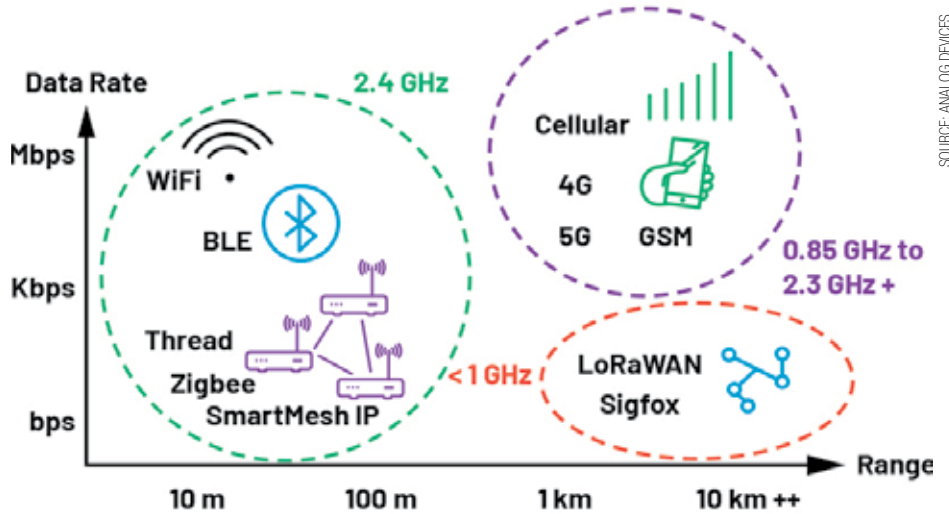 SOURCE: ANALOG DEVICES
Data Rate
2.4 GHz
Cellular
Mbps
WiFi
4G
BLE
5G GSM
0.85 GHz to
2.3 GHz +
Kbps
Thread
Zigbee
SmartMesh IP
< 1 GHz
LoRaWAN
Sigfox
bps
Range
10 m 100 m 1 km 10 km ++